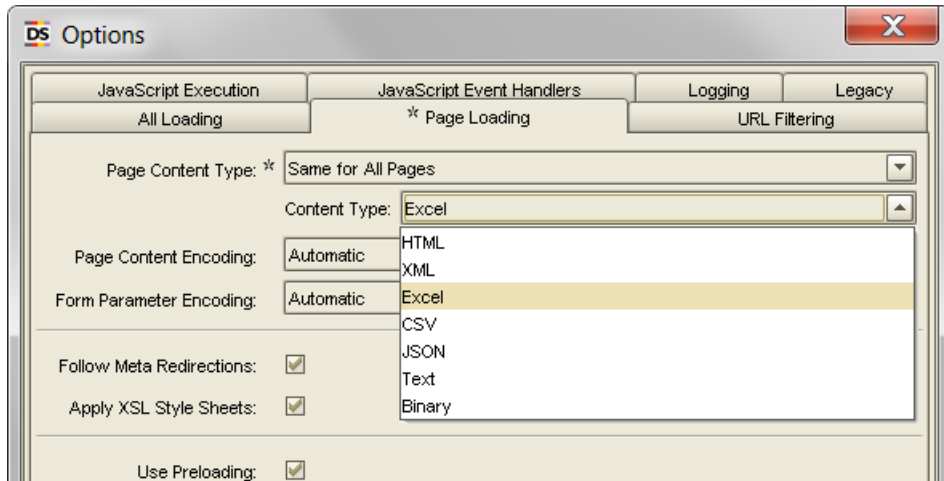 DS Options
X
JavaScript Execution JavaScript Event Handlers Logging Legacy
All Loading * Page Loading URL Filtering
Page Content Type: * Same for All Pages
Content Type: Excel
Page Content Encoding: Automatic
Form Parameter Encoding: Automatic
HTML
XML
Excel
CSV
JSON
Text
Binary
Follow Meta Redirections:
Apply XSL Style Sheets:
Use Preloading: